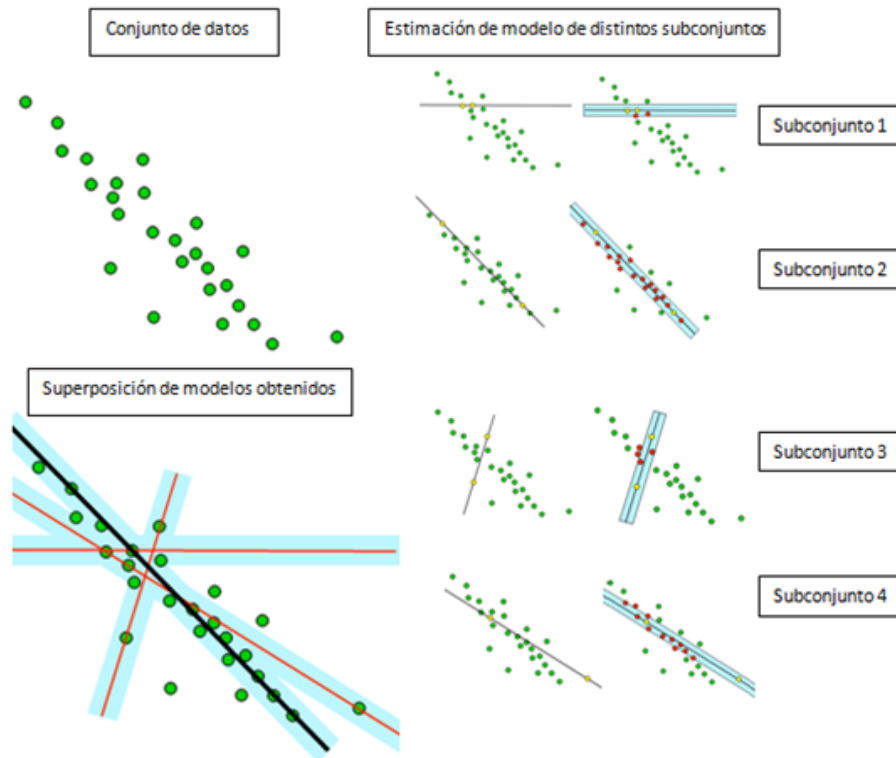 Conjunto de datos
Estimación de modelo de distintos subconjuntos
Subconjunto 1
Subconjunto 2
Superposición de modelos obtenidos
Subconjunto 3
Subconjunto 4